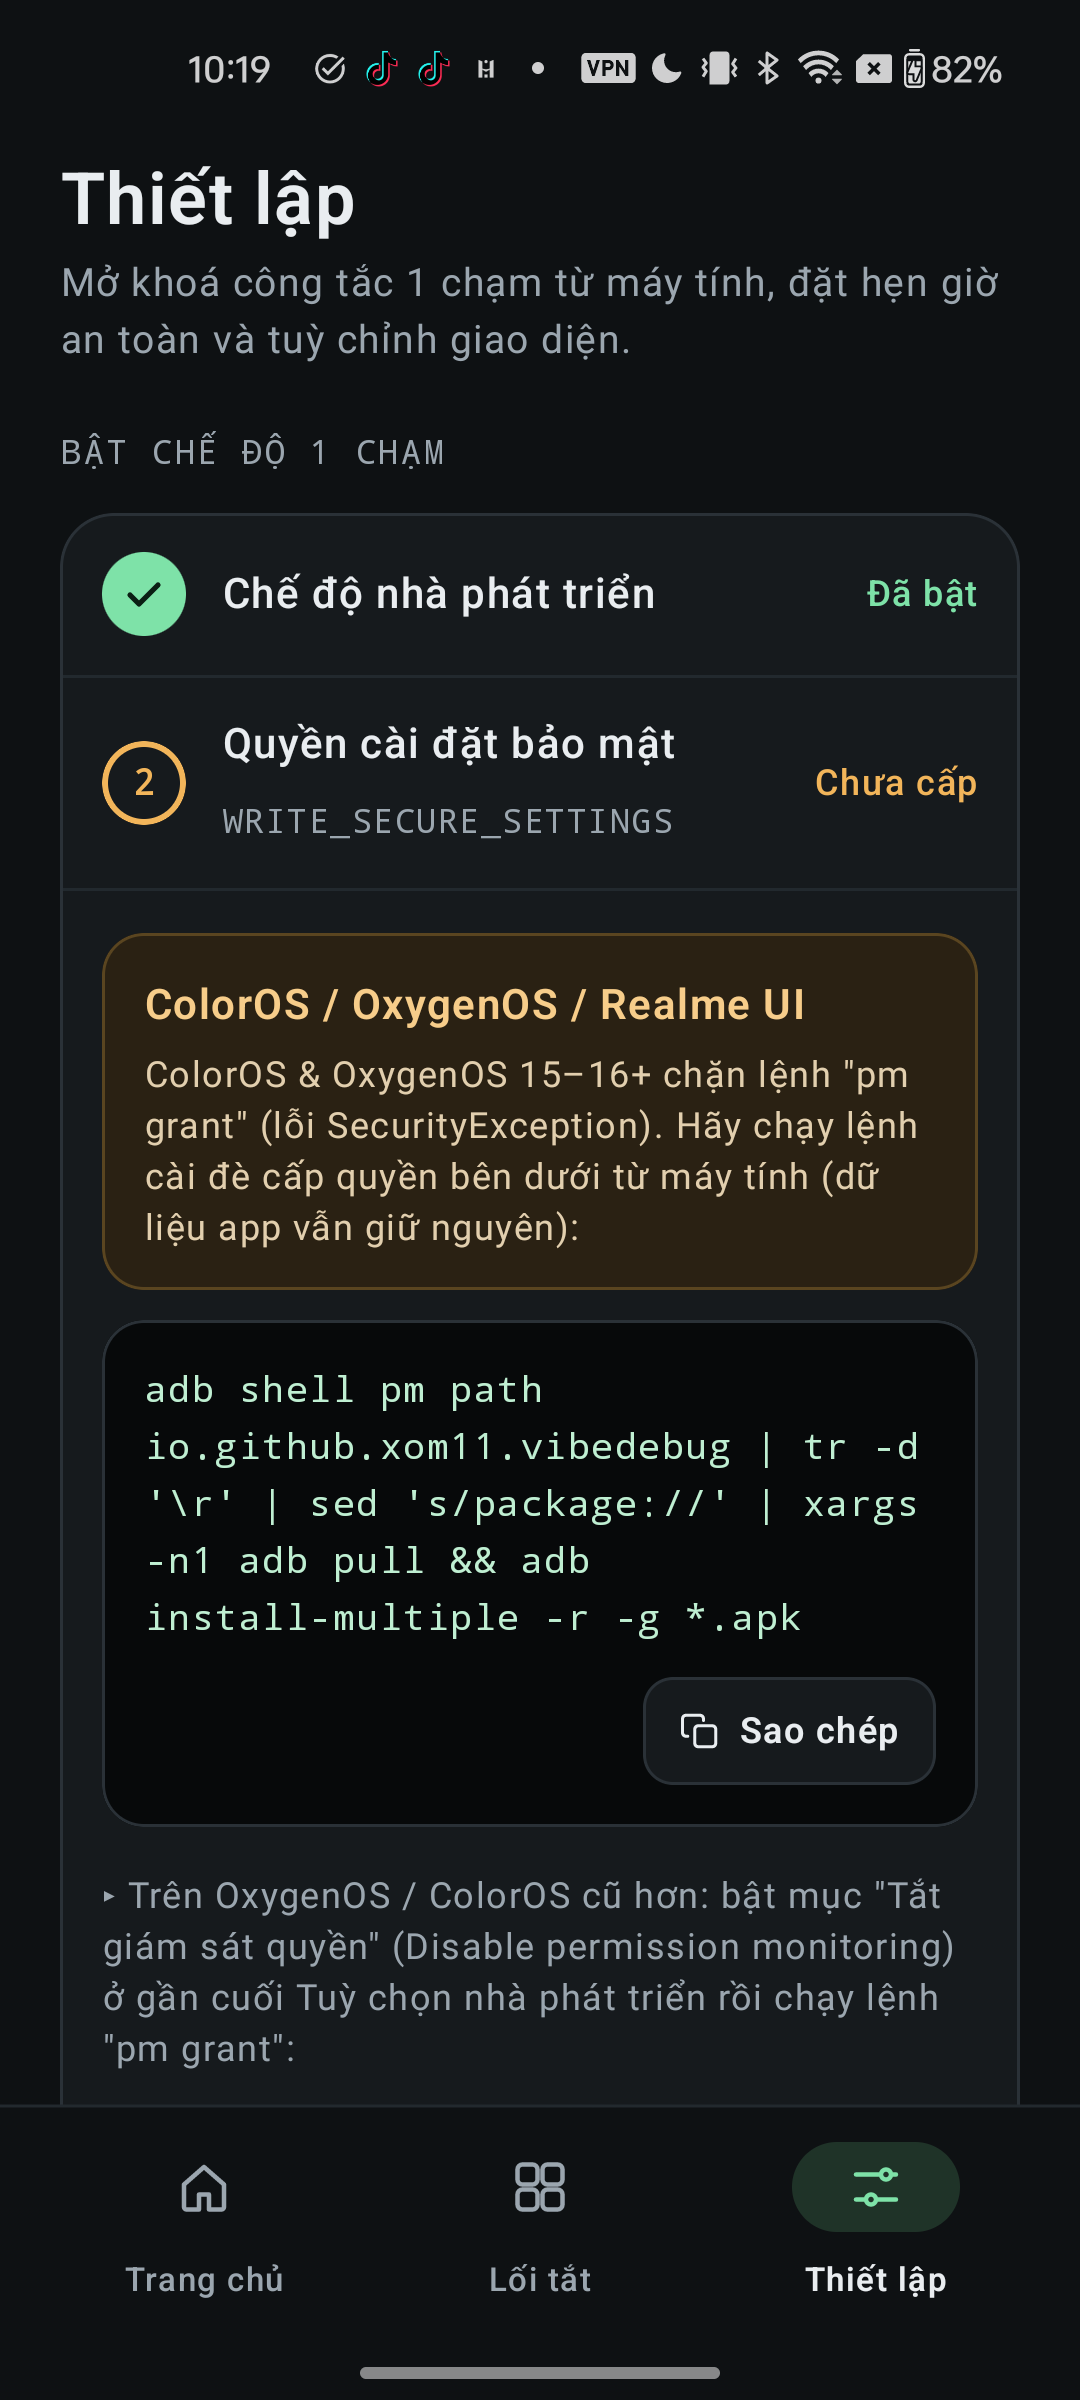 10:19 VPN 82%
Thiết lập
Mở khoá công tắc 1 chạm từ máy tính, đặt hẹn giờ
an toàn và tuỳ chỉnh giao diện.
BẬT CHẾ ĐỘ 1 CHẠM
Chế độ nhà phát triển Đã bật
2 Quyền cài đặt bảo mật Chưa cấp
WRITE_SECURE_SETTINGS
ColorOS / OxygenOS / Realme UI
ColorOS & OxygenOS 15–16+ chặn lệnh "pm
grant" (lỗi SecurityException). Hãy chạy lệnh
cài đè cấp quyền bên dưới từ máy tính (dữ
liệu app vẫn giữ nguyên):
adb shell pm path
io.github.xom11.vibedebug | tr -d
'\r' | sed 's/package://' | xargs
-n1 adb pull && adb
install-multiple -r -g *.apk
Sao chép
▸ Trên OxygenOS / ColorOS cũ hơn: bật mục "Tắt
giám sát quyền" (Disable permission monitoring)
ở gần cuối Tuỳ chọn nhà phát triển rồi chạy lệnh
"pm grant":
Trang chủ Lối tắt Thiết lập